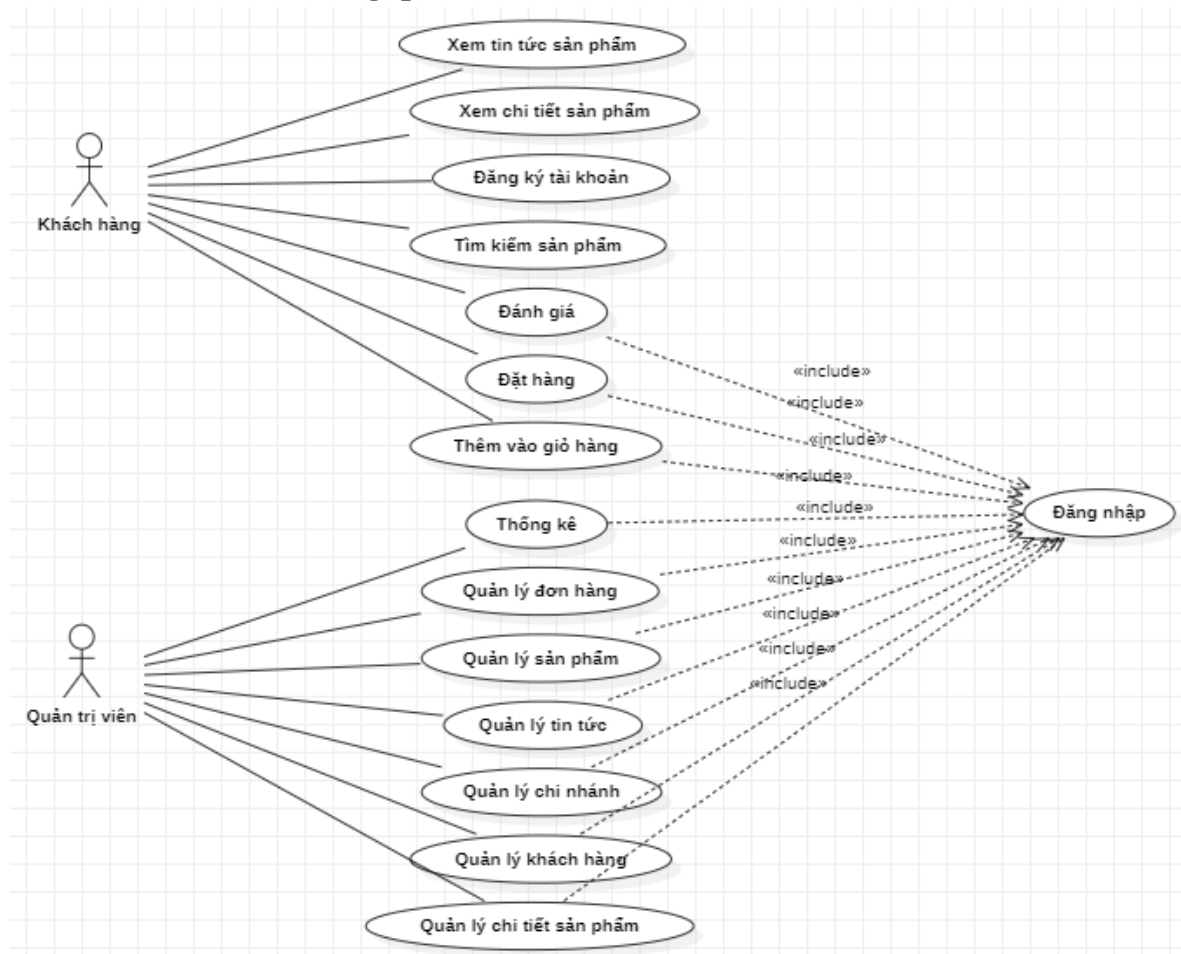 Xem tin tức sản phẩm
Xem chi tiết sản phẩm
Đăng ký tài khoản
Khách hàng
Tìm kiếm sản phẩm
Đánh giá
«include»
Đặt hàng
«include»
«include»
Thêm vào giỏ hàng
«include»
«include»
Đăng nhập
Thống kê
«include»
«include»
Quản lý đơn hàng
«include»
«include»
Quản lý sản phẩm
«include»
Quản trị viên
Quản lý tin tức
Quản lý chi nhánh
Quản lý khách hàng
Quản lý chi tiết sản phẩm